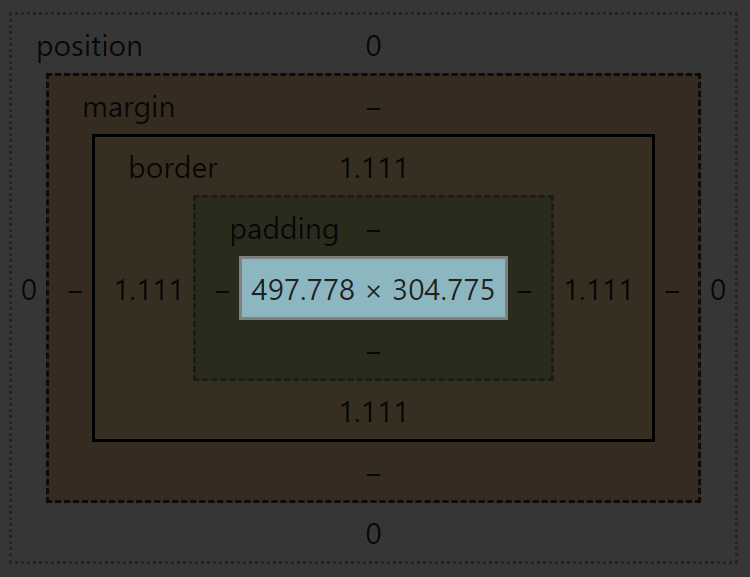 position 0
margin –
border 1.111
padding –
0 – 1.111 – 497.778 × 304.775 – 1.111 – 0
–
1.111
–
0